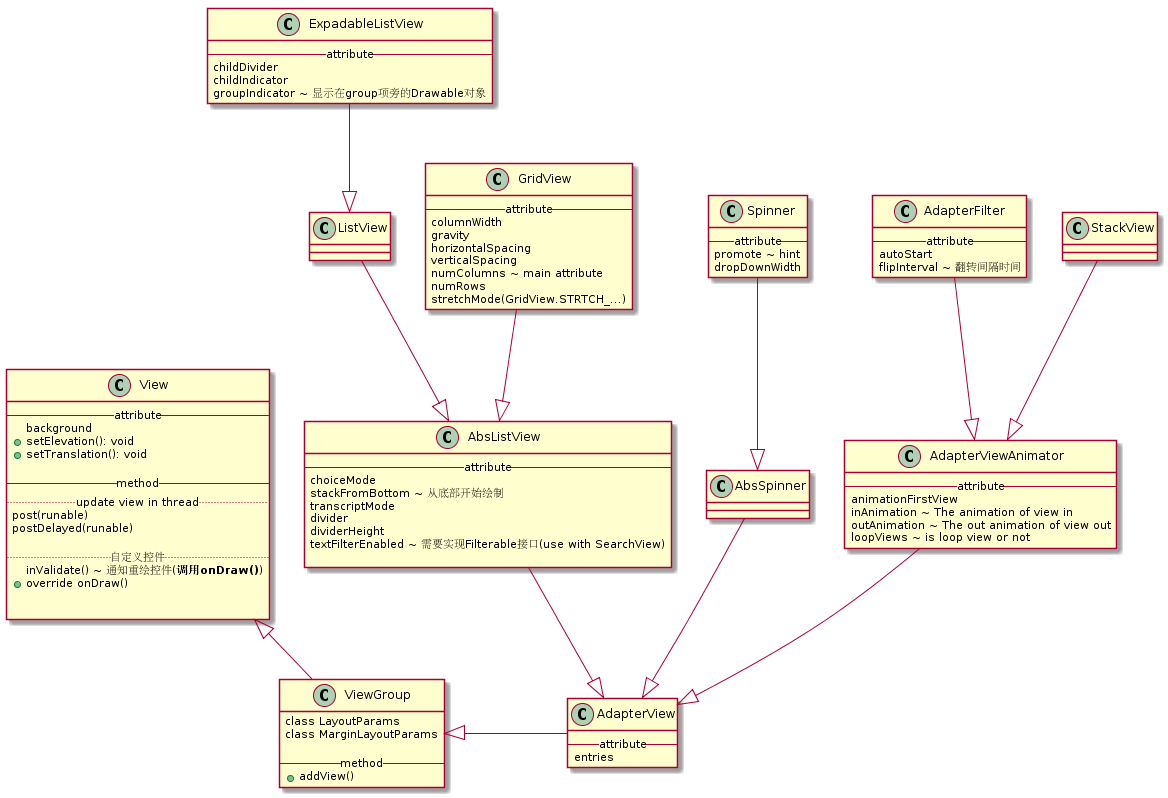 C ExpadableListView
attribute
childDivider
childIndicator
groupIndicator ~ 显示在group项旁的Drawable对象
C GridView
attribute
columnWidth
gravity
horizontalSpacing
verticalSpacing
numColumns ~ main attribute
numRows
stretchMode(GridView.STRTCH_...)
C ListView
C Spinner
attribute
promote ~ hint
dropDownWidth
C AdapterFilter
attribute
autoStart
flipInterval ~ 翻转间隔时间
C StackView
C View
attribute
background
setElevation(): void
setTranslation(): void
method
update view in thread
post(runable)
postDelayed(runable)
自定义控件
inValidate() ~ 通知重绘控件(调用onDraw())
override onDraw()
C AbsListView
attribute
choiceMode
stackFromBottom ~ 从底部开始绘制
transcriptMode
divider
dividerHeight
textFilterEnabled ~ 需要实现Filterable接口(use with SearchView)
C AbsSpinner
C AdapterViewAnimator
attribute
animationFirstView
inAnimation ~ The animation of view in
outAnimation ~ The out animation of view out
loopViews ~ is loop view or not
C ViewGroup
class LayoutParams
class MarginLayoutParams
method
addView()
C AdapterView
attribute
entries